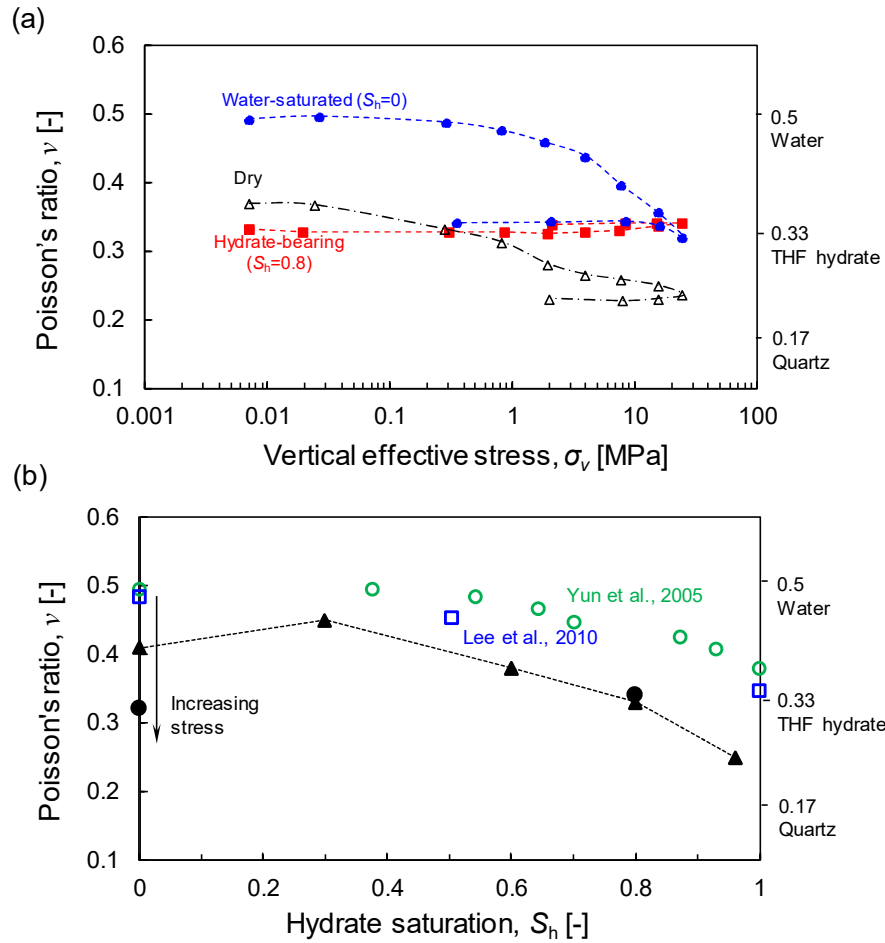 (a)
0.6
0.5
0.4
0.3
0.2
0.1
Poisson's ratio, ν [-]
Water-saturated (Sh=0)
Dry
Hydrate-bearing
(Sh=0.8)
0.5
Water
0.33
THF hydrate
0.17
Quartz
0.001
0.01
0.1
1
10
100
Vertical effective stress, σv [MPa]
(b)
0.6
0.5
0.4
0.3
0.2
0.1
Poisson's ratio, ν [-]
Yun et al., 2005
Lee et al., 2010
Increasing
stress
0.5
Water
0.33
THF hydrate
0.17
Quartz
0
0.2
0.4
0.6
0.8
1
Hydrate saturation, Sh [-]